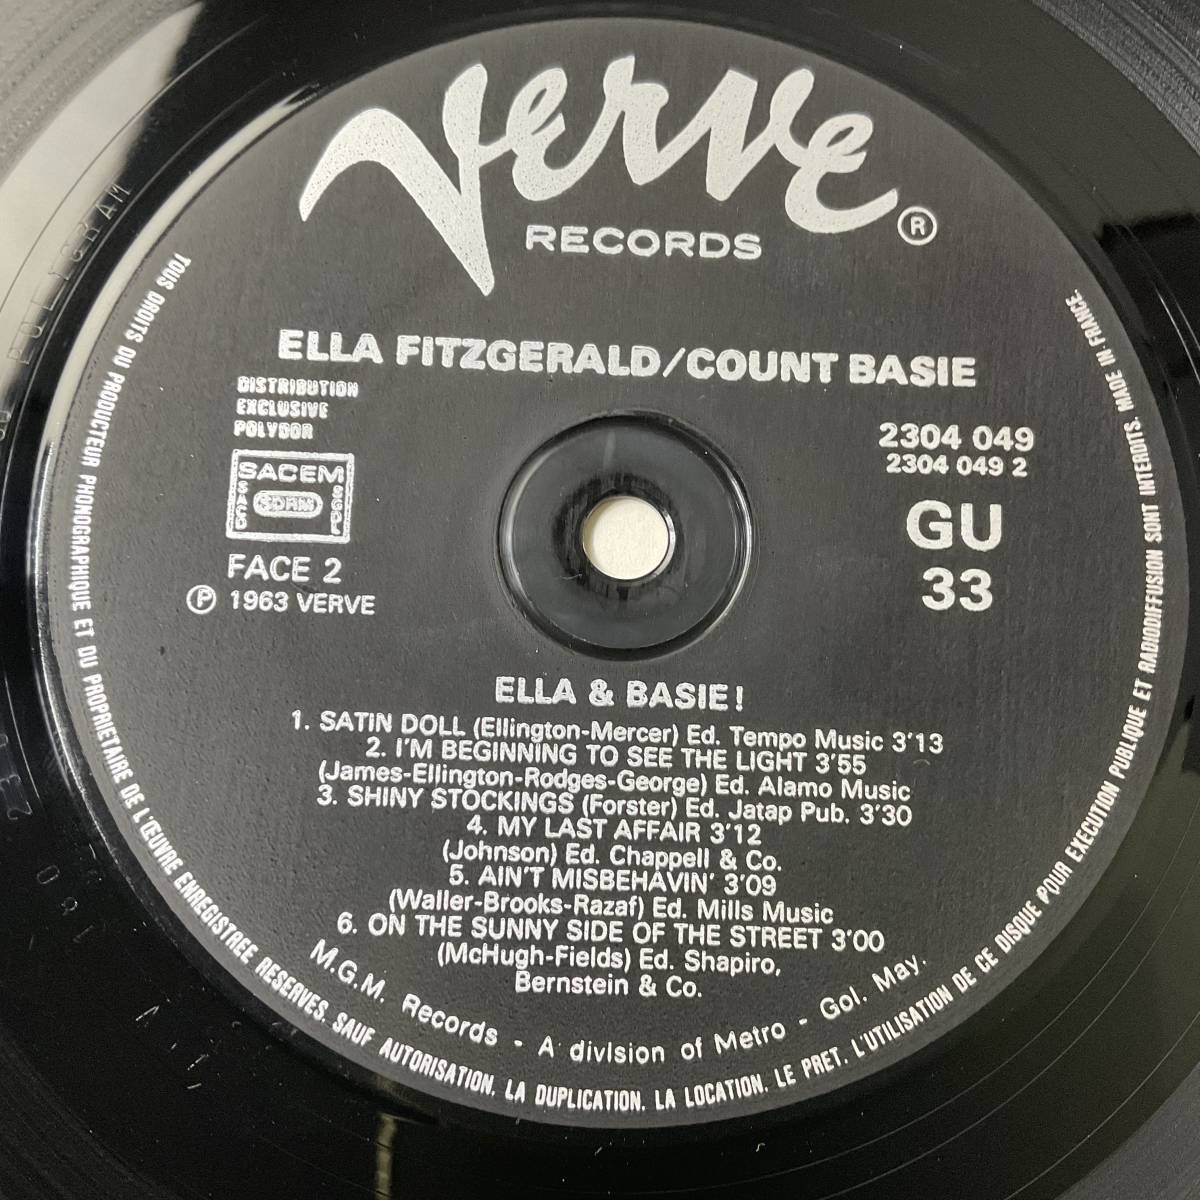 Verve
RECORDS ®
ELLA FITZGERALD/COUNT BASIE
DISTRIBUTION
EXCLUSIVE
POLYDOR
SACEM
SACD SDRM SGDL
FACE 2
℗ 1963 VERVE
2304 049
2304 049 2
GU
33
ELLA & BASIE!
1. SATIN DOLL (Ellington-Mercer) Ed. Tempo Music 3'13
2. I'M BEGINNING TO SEE THE LIGHT 3'55
(James-Ellington-Rodges-George) Ed. Alamo Music
3. SHINY STOCKINGS (Forster) Ed. Jatap Pub. 3'30
4. MY LAST AFFAIR 3'12
(Johnson) Ed. Chappell & Co.
5. AIN'T MISBEHAVIN' 3'09
(Waller-Brooks-Razaf) Ed. Mills Music
6. ON THE SUNNY SIDE OF THE STREET 3'00
(McHugh-Fields) Ed. Shapiro,
Bernstein & Co.
M.G.M. Records - A division of Metro - Gol. May.
TOUS DROITS DU PRODUCTEUR PHONOGRAPHIQUE ET DU PROPRIETAIRE DE L'ŒUVRE ENREGISTREE RESERVES. SAUF AUTORISATION, LA DUPLICATION, LA LOCATION, LE PRET, L'UTILISATION DE CE DISQUE POUR EXECUTION PUBLIQUE ET RADIODIFFUSION SONT INTERDITS. MADE IN FRANCE.
POLYGRAM